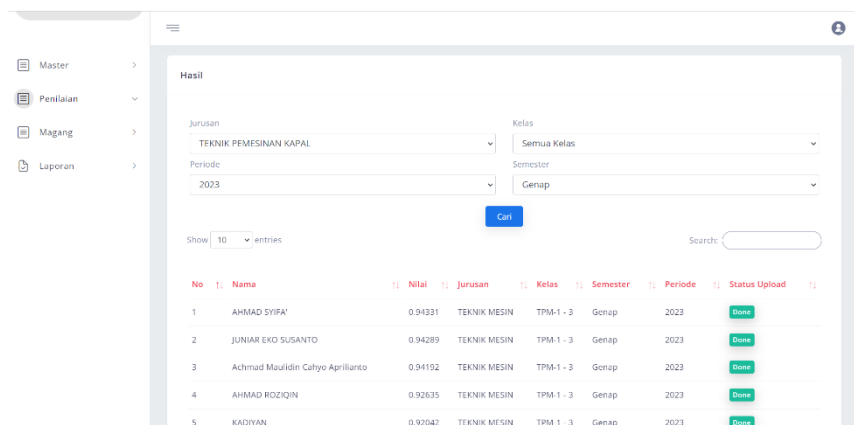 Master
Penilaian
Magang
Laporan
Hasil
Jurusan Kelas
TEKNIK PEMESINAN KAPAL Semua Kelas
Periode Semester
2023 Genap
Cari
Show 10 entries Search:
No Nama Nilai Jurusan Kelas Semester Periode Status Upload
1 AHMAD SYIFA' 0.94331 TEKNIK MESIN TPM-1 - 3 Genap 2023 Done
2 JUNIAR EKO SUSANTO 0.94289 TEKNIK MESIN TPM-1 - 3 Genap 2023 Done
3 Achmad Maulidin Cahyo Aprilianto 0.94192 TEKNIK MESIN TPM-1 - 3 Genap 2023 Done
4 AHMAD ROZIQIN 0.92635 TEKNIK MESIN TPM-1 - 3 Genap 2023 Done
5 KADIYAN 0.92042 TEKNIK MESIN TPM-1 - 3 Genap 2023 Done